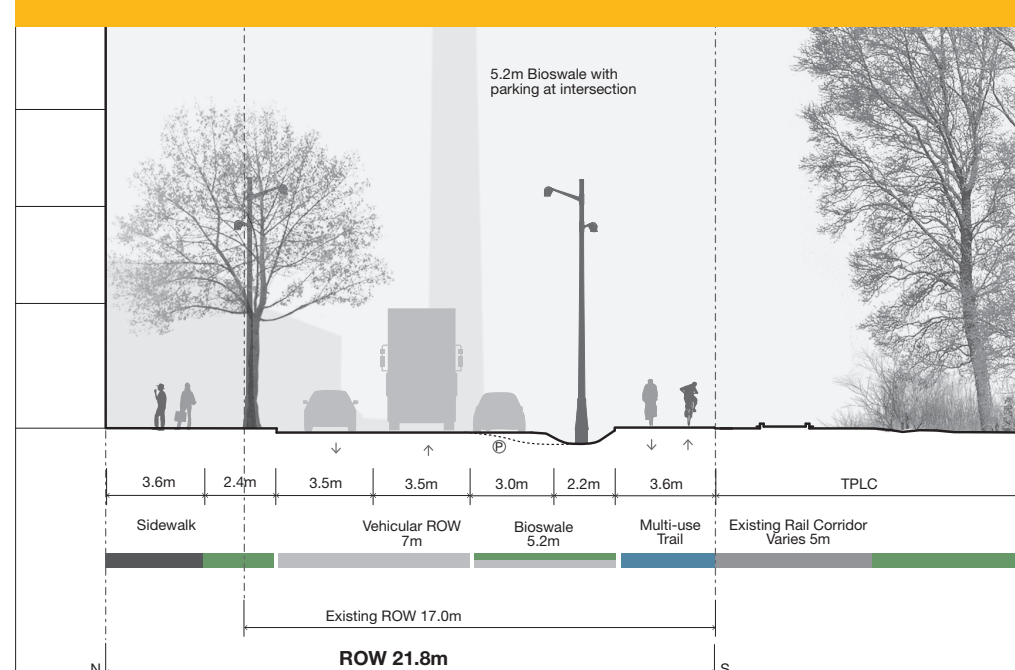 5.2m Bioswale with
parking at intersection
P
3.6m
2.4m
3.5m
3.5m
3.0m
2.2m
3.6m
TPLC
Sidewalk
Vehicular ROW
7m
Bioswale
5.2m
Multi-use
Trail
Existing Rail Corridor
Varies 5m
Existing ROW 17.0m
ROW 21.8m
N
S